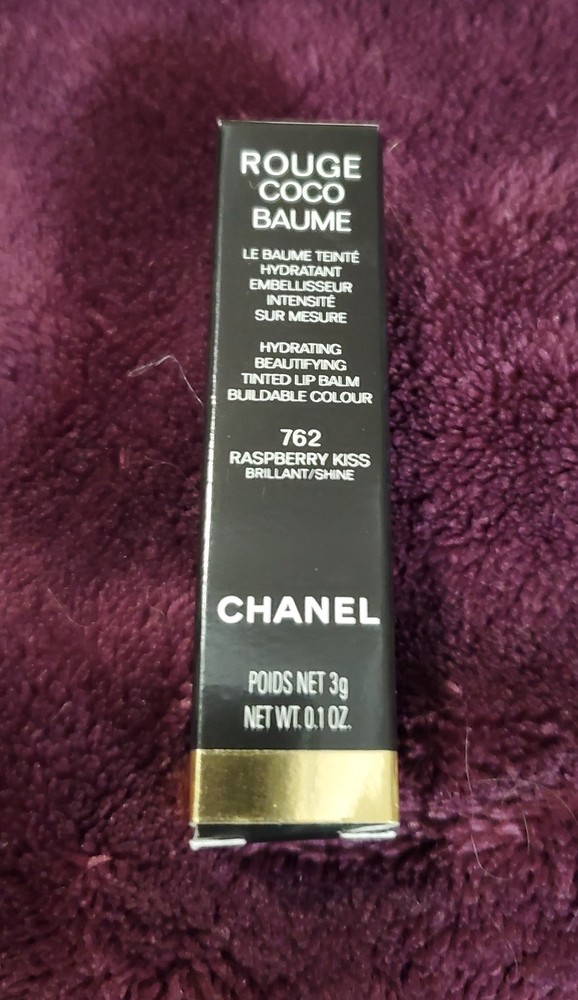 ROUGE
COCO
BAUME
LE BAUME TEINTÉ
HYDRATANT
EMBELLISSEUR
INTENSITÉ
SUR MESURE
HYDRATING
BEAUTIFYING
TINTED LIP BALM
BUILDABLE COLOUR
762
RASPBERRY KISS
BRILLANT/SHINE
CHANEL
POIDS NET 3g
NET WT. 0.1 OZ.